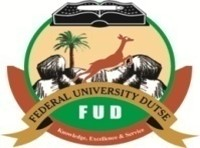 FEDERAL UNIVERSITY DUTSE
FUD
Knowledge, Excellence & Service